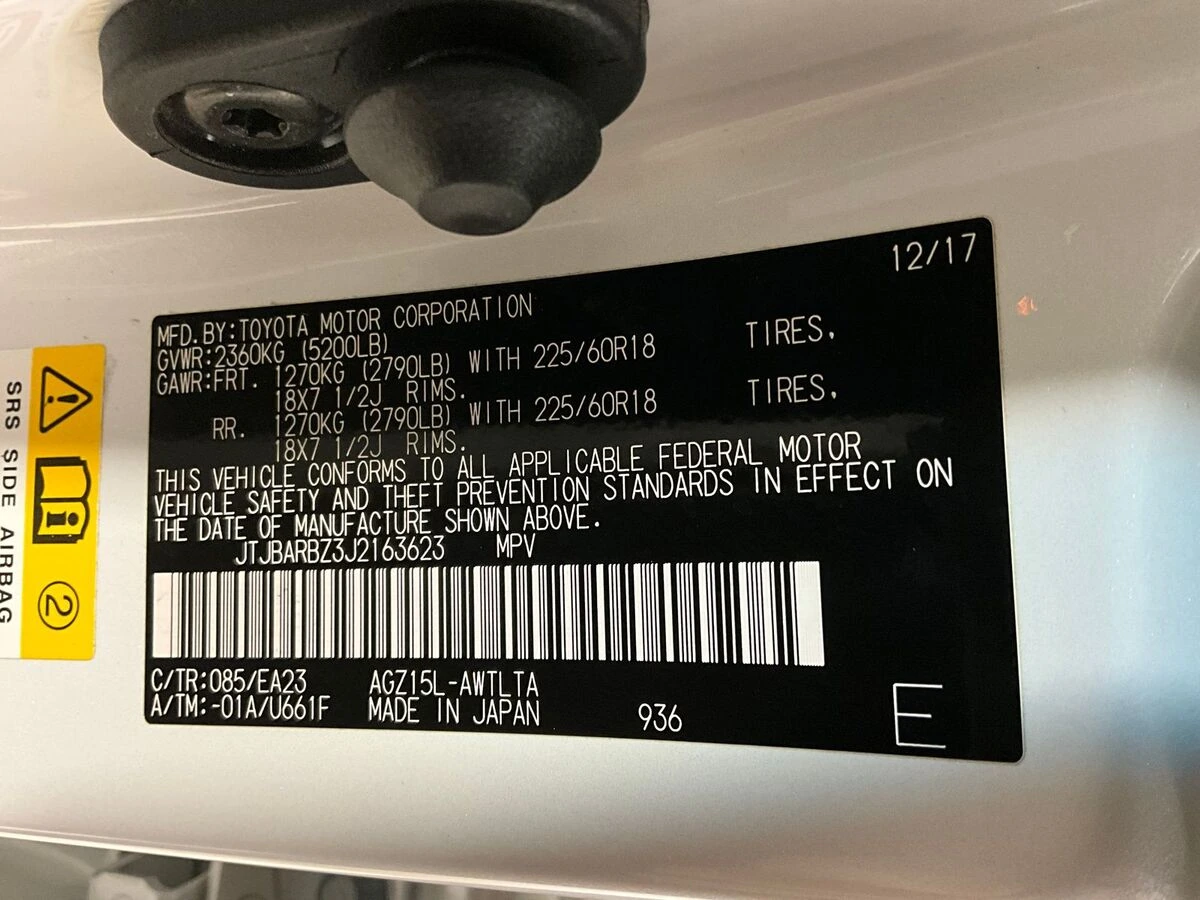 12/17
MFD.BY:TOYOTA MOTOR CORPORATION
GVWR:2360KG (5200LB)
GAWR:FRT. 1270KG (2790LB) WITH 225/60R18 TIRES,
18X7 1/2J RIMS.
RR. 1270KG (2790LB) WITH 225/60R18 TIRES,
18X7 1/2J RIMS.
THIS VEHICLE CONFORMS TO ALL APPLICABLE FEDERAL MOTOR
VEHICLE SAFETY AND THEFT PREVENTION STANDARDS IN EFFECT ON
THE DATE OF MANUFACTURE SHOWN ABOVE.
JTJBARBZ3J2163623 MPV
C/TR:085/EA23 AGZ15L-AWTLTA
A/TM:-01A/U661F MADE IN JAPAN 936
E
SRS SIDE AIRBAG
2